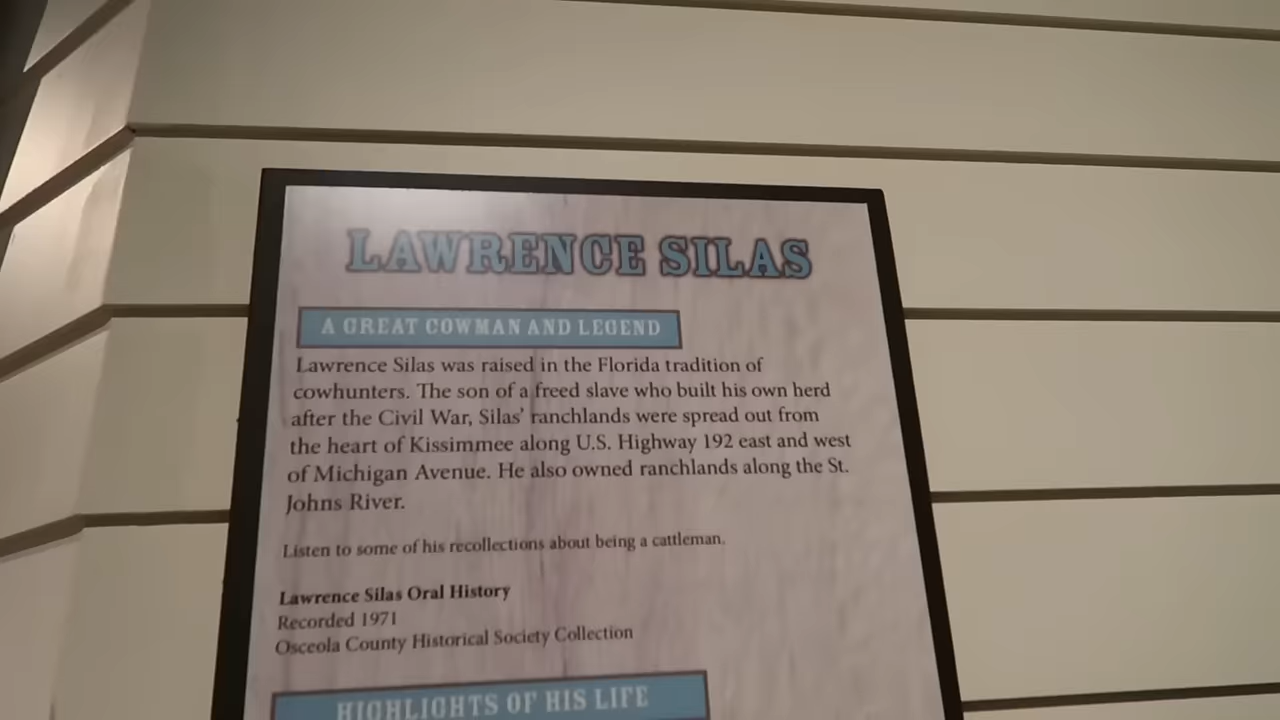 LAWRENCE SILAS
A GREAT COWMAN AND LEGEND
Lawrence Silas was raised in the Florida tradition of
cowhunters. The son of a freed slave who built his own herd
after the Civil War, Silas' ranchlands were spread out from
the heart of Kissimmee along U.S. Highway 192 east and west
of Michigan Avenue. He also owned ranchlands along the St.
Johns River.
Listen to some of his recollections about being a cattleman.
Lawrence Silas Oral History
Recorded 1971
Osceola County Historical Society Collection
HIGHLIGHTS OF HIS LIFE